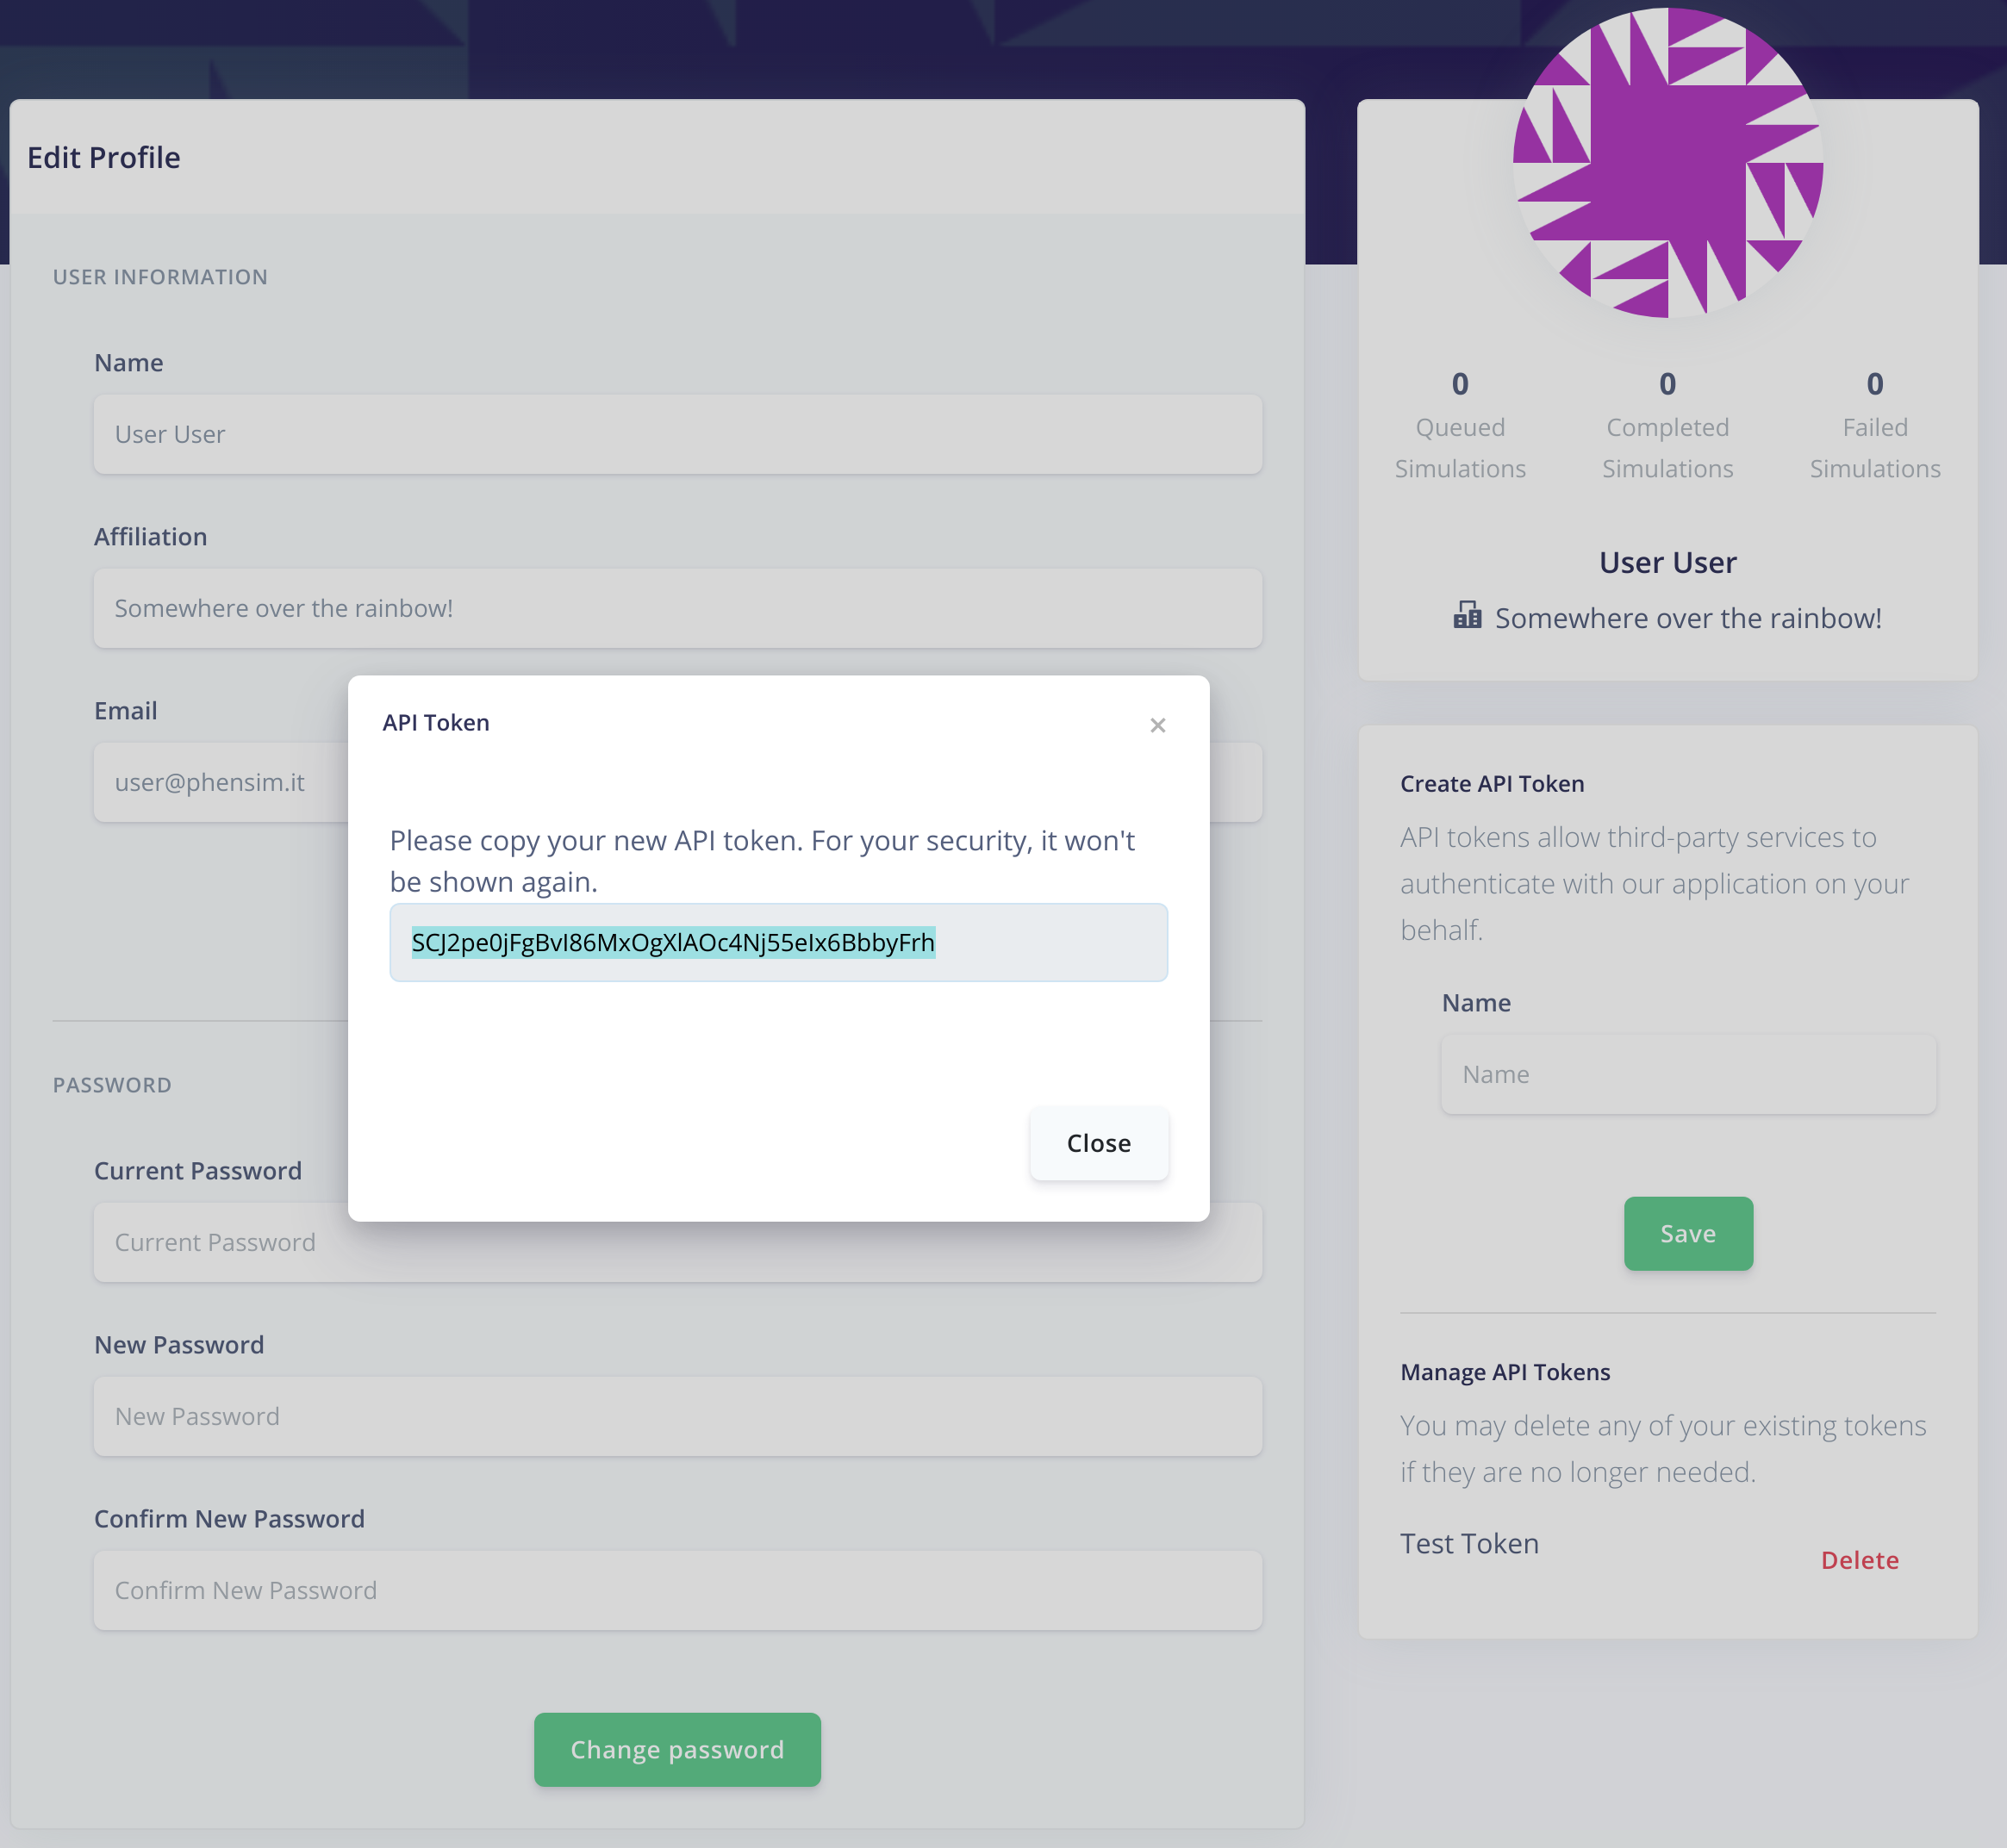 Edit Profile
USER INFORMATION
Name
User User
Affiliation
Somewhere over the rainbow!
Email
user@phensim.it
PASSWORD
Current Password
Current Password
New Password
New Password
Confirm New Password
Confirm New Password
Change password
API Token
×
Please copy your new API token. For your security, it won't
be shown again.
SCJ2pe0jFgBvI86MxOgXlAOc4Nj55eIx6BbbyFrh
Close
0 0 0
Queued Completed Failed
Simulations Simulations Simulations
User User
Somewhere over the rainbow!
Create API Token
API tokens allow third-party services to
authenticate with our application on your
behalf.
Name
Name
Save
Manage API Tokens
You may delete any of your existing tokens
if they are no longer needed.
Test Token
Delete